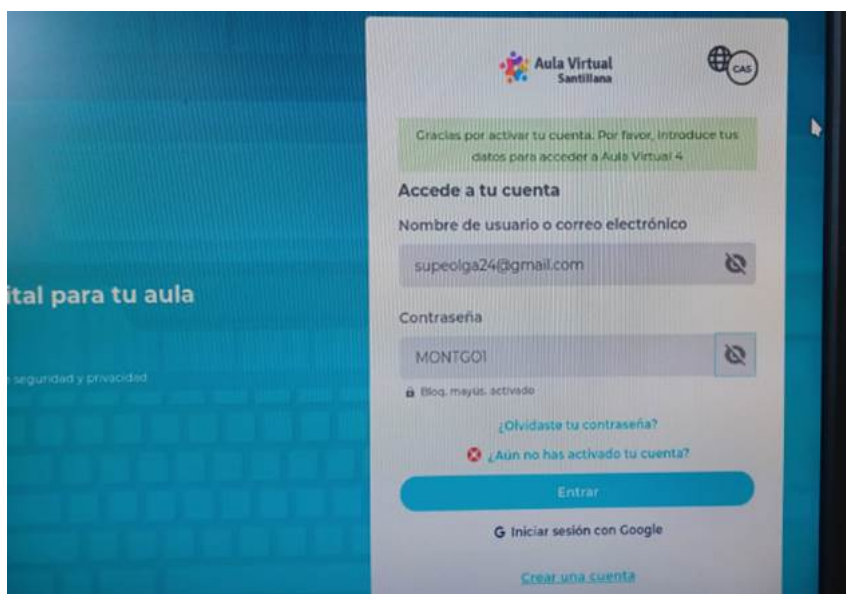 Aula Virtual
Santillana
CAS
Gracias por activar tu cuenta. Por favor, introduce tus
datos para acceder a Aula Virtual 4
Accede a tu cuenta
Nombre de usuario o correo electrónico
supeolga24@gmail.com
ital para tu aula
Contraseña
MONTGO1
seguridad y privacidad
Bloq. mayús. activado
¿Olvidaste tu contraseña?
¿Aún no has activado tu cuenta?
Entrar
G Iniciar sesión con Google
Crear una cuenta